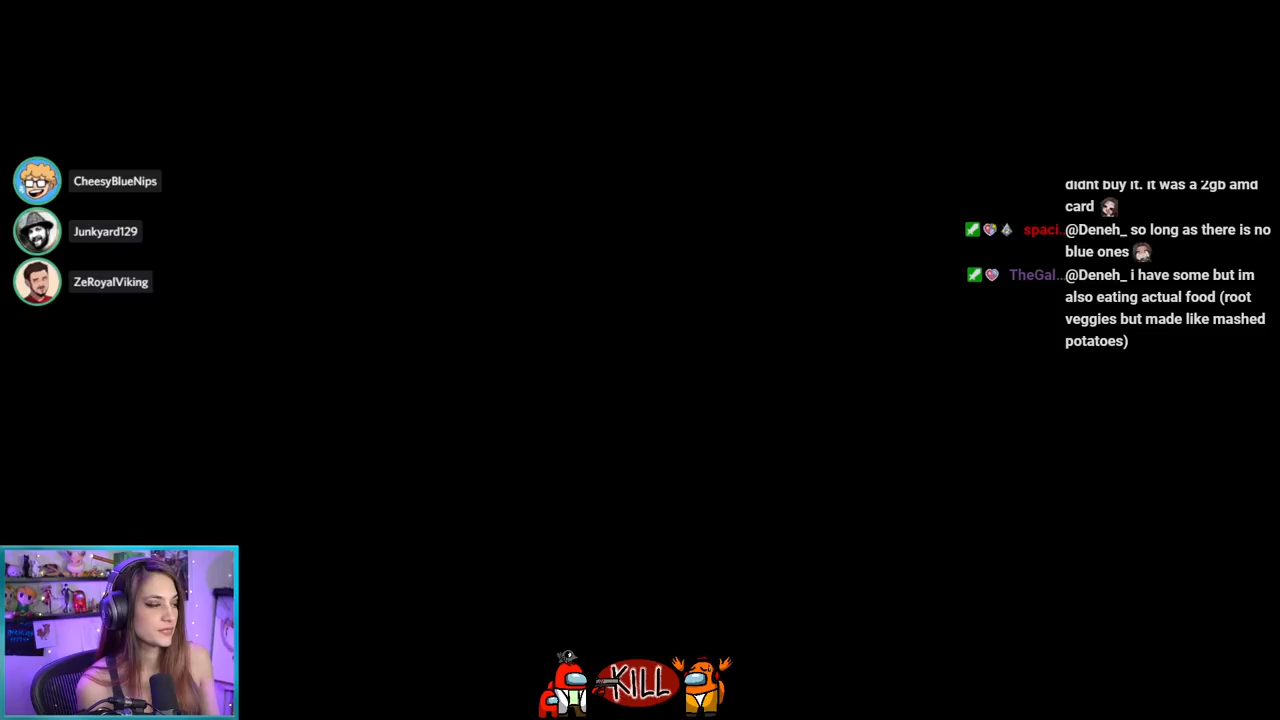 CheesyBlueNips
Junkyard129
ZeRoyalViking
didnt buy it. it was a 2gb amd
card
spaci.. @Deneh_ so long as there is no
blue ones
TheGal... @Deneh_ i have some but im
also eating actual food (root
veggies but made like mashed
potatoes)
KILL